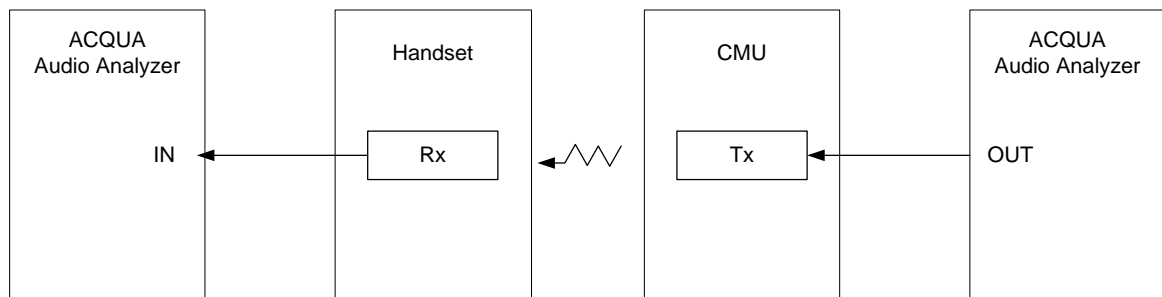 ACQUA
Audio Analyzer
Handset
CMU
ACQUA
Audio Analyzer
IN
Rx
Tx
OUT